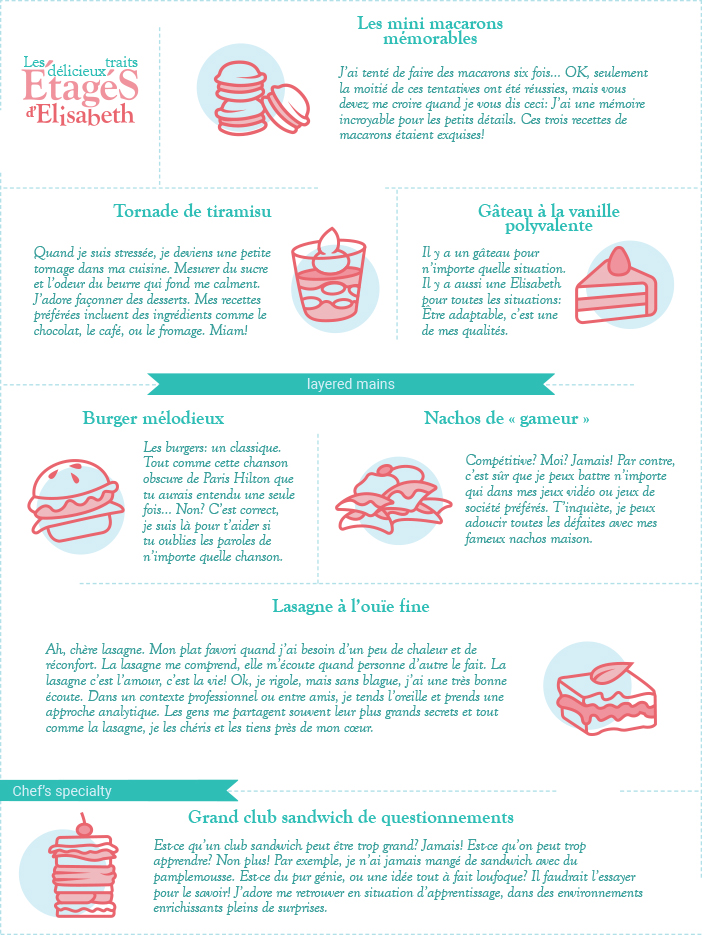 Les délicieux traits
ÉtagéS
d'Elisabeth
Les mini macarons
mémorables
J'ai tenté de faire des macarons six fois... OK, seulement
la moitié de ces tentatives ont été réussies, mais vous
devez me croire quand je vous dis ceci: J'ai une mémoire
incroyable pour les petits détails. Ces trois recettes de
macarons étaient exquises!
Tornade de tiramisu
Quand je suis stressée, je deviens une petite
tornage dans ma cuisine. Mesurer du sucre
et l'odeur du beurre qui fond me calment.
J'adore façonner des desserts. Mes recettes
préférées incluent des ingrédients comme le
chocolat, le café, ou le fromage. Miam!
Gâteau à la vanille
polyvalente
Il y a un gâteau pour
n'importe quelle situation.
Il y a aussi une Elisabeth
pour toutes les situations:
Être adaptable, c'est une
de mes qualités.
layered mains
Burger mélodieux
Les burgers: un classique.
Tout comme cette chanson
obscure de Paris Hilton que
tu aurais entendu une seule
fois... Non? C'est correct,
je suis là pour t'aider si
tu oublies les paroles de
n'importe quelle chanson.
Nachos de « gameur »
Compétitive? Moi? Jamais! Par contre,
c'est sûr que je peux battre n'importe
qui dans mes jeux vidéo ou jeux de
société préférés. T'inquiète, je peux
adoucir toutes les défaites avec mes
fameux nachos maison.
Lasagne à l'ouïe fine
Ah, chère lasagne. Mon plat favori quand j'ai besoin d'un peu de chaleur et de
réconfort. La lasagne me comprend, elle m'écoute quand personne d'autre le fait. La
lasagne c'est l'amour, c'est la vie! Ok, je rigole, mais sans blague, j'ai une très bonne
écoute. Dans un contexte professionnel ou entre amis, je tends l'oreille et prends une
approche analytique. Les gens me partagent souvent leur plus grands secrets et tout
comme la lasagne, je les chéris et les tiens près de mon cœur.
Chef's specialty
Grand club sandwich de questionnements
Est-ce qu'un club sandwich peut être trop grand? Jamais! Est-ce qu'on peut trop
apprendre? Non plus! Par exemple, je n'ai jamais mangé de sandwich avec du
pamplemousse. Est-ce du pur génie, ou une idée tout à fait loufoque? Il faudrait l'essayer
pour le savoir! J'adore me retrouver en situation d'apprentissage, dans des environnements
enrichissants pleins de surprises.